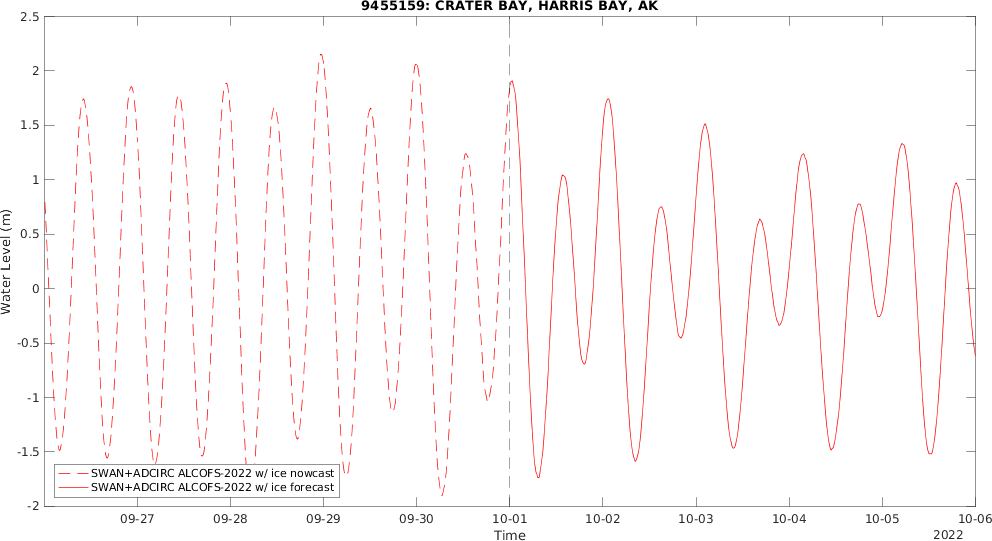 9455159: CRATER BAY, HARRIS BAY, AK
2.5
2
1.5
1
0.5
0
-0.5
-1
-1.5
-2
Water Level (m)
SWAN+ADCIRC ALCOFS-2022 w/ ice nowcast
SWAN+ADCIRC ALCOFS-2022 w/ ice forecast
09-27 09-28 09-29 09-30 10-01 10-02 10-03 10-04 10-05 10-06
Time
2022